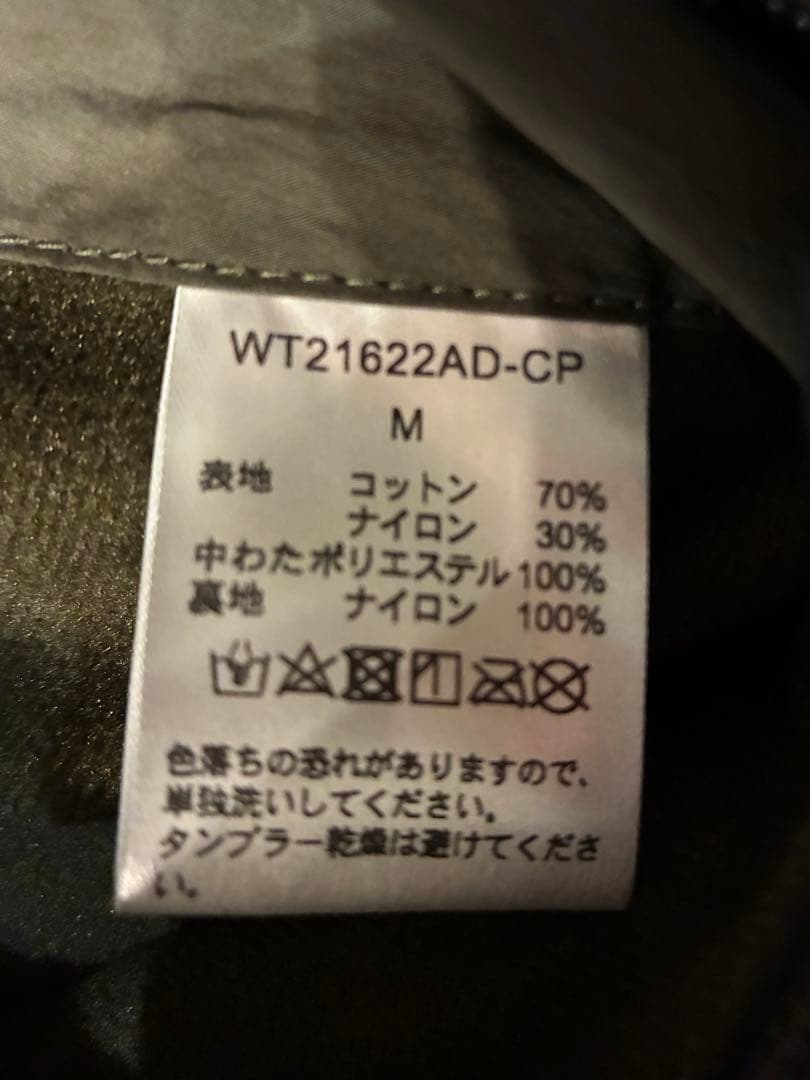 WT21622AD-CP
M
表地 コットン 70%
ナイロン 30%
中わた ポリエステル 100%
裏地 ナイロン 100%
色落ちの恐れがありますので、
単独洗いしてください。
タンブラー乾燥は避けてくださ
い。